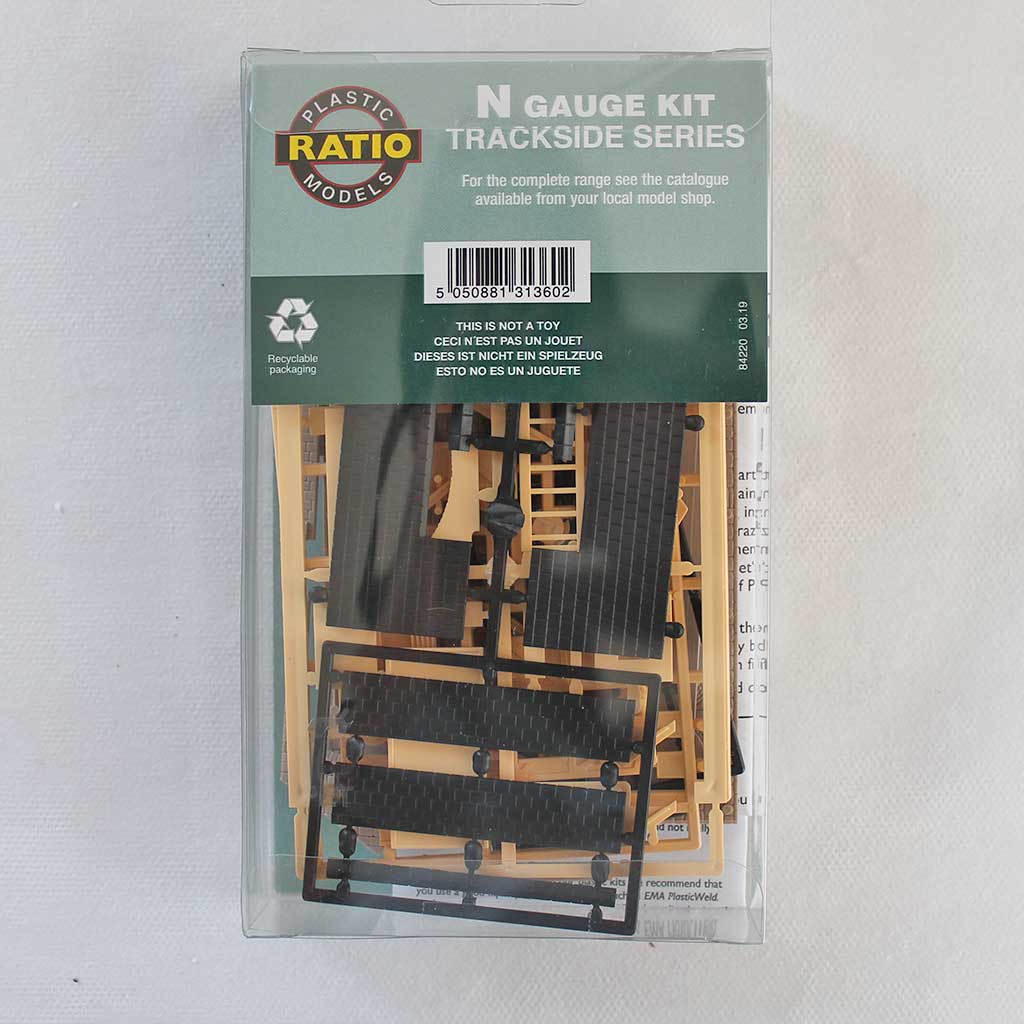 PLASTIC
RATIO
MODELS
N GAUGE KIT
TRACKSIDE SERIES
For the complete range see the catalogue
available from your local model shop.
5 050881 313602
THIS IS NOT A TOY
CECI N'EST PAS UN JOUET
DIESES IST NICHT EIN SPIELZEUG
ESTO NO ES UN JUGUETE
Recyclable
packaging
84220 03.19
recommend that
you use a
EMA PlasticWeld.